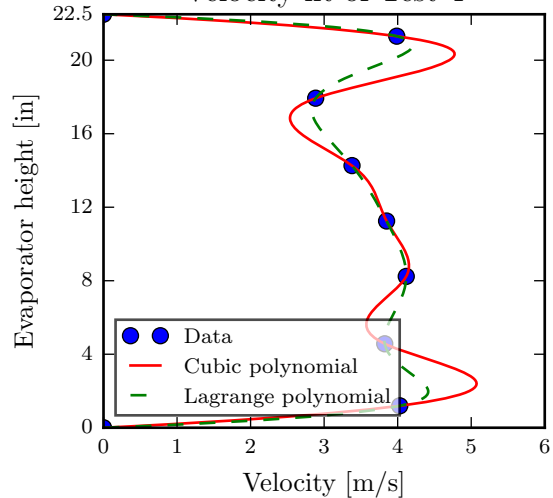 22.5
20
16
12
8
4
0
Evaporator height [in]
Data
Cubic polynomial
Lagrange polynomial
0 1 2 3 4 5 6
Velocity [m/s]